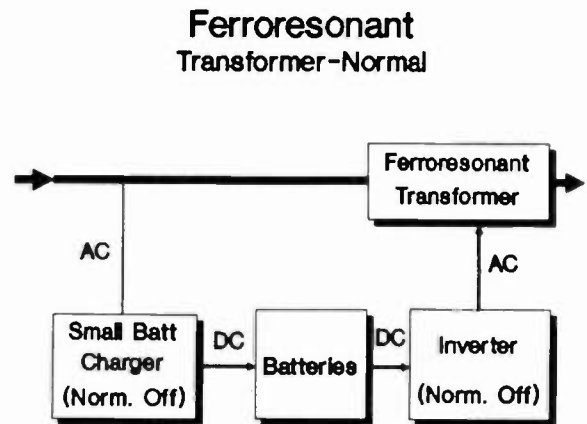 Ferroresonant
Transformer-Normal
Ferroresonant
Transformer
AC
AC
Small Batt
Charger
(Norm. Off)
DC
Batteries
DC
Inverter
(Norm. Off)